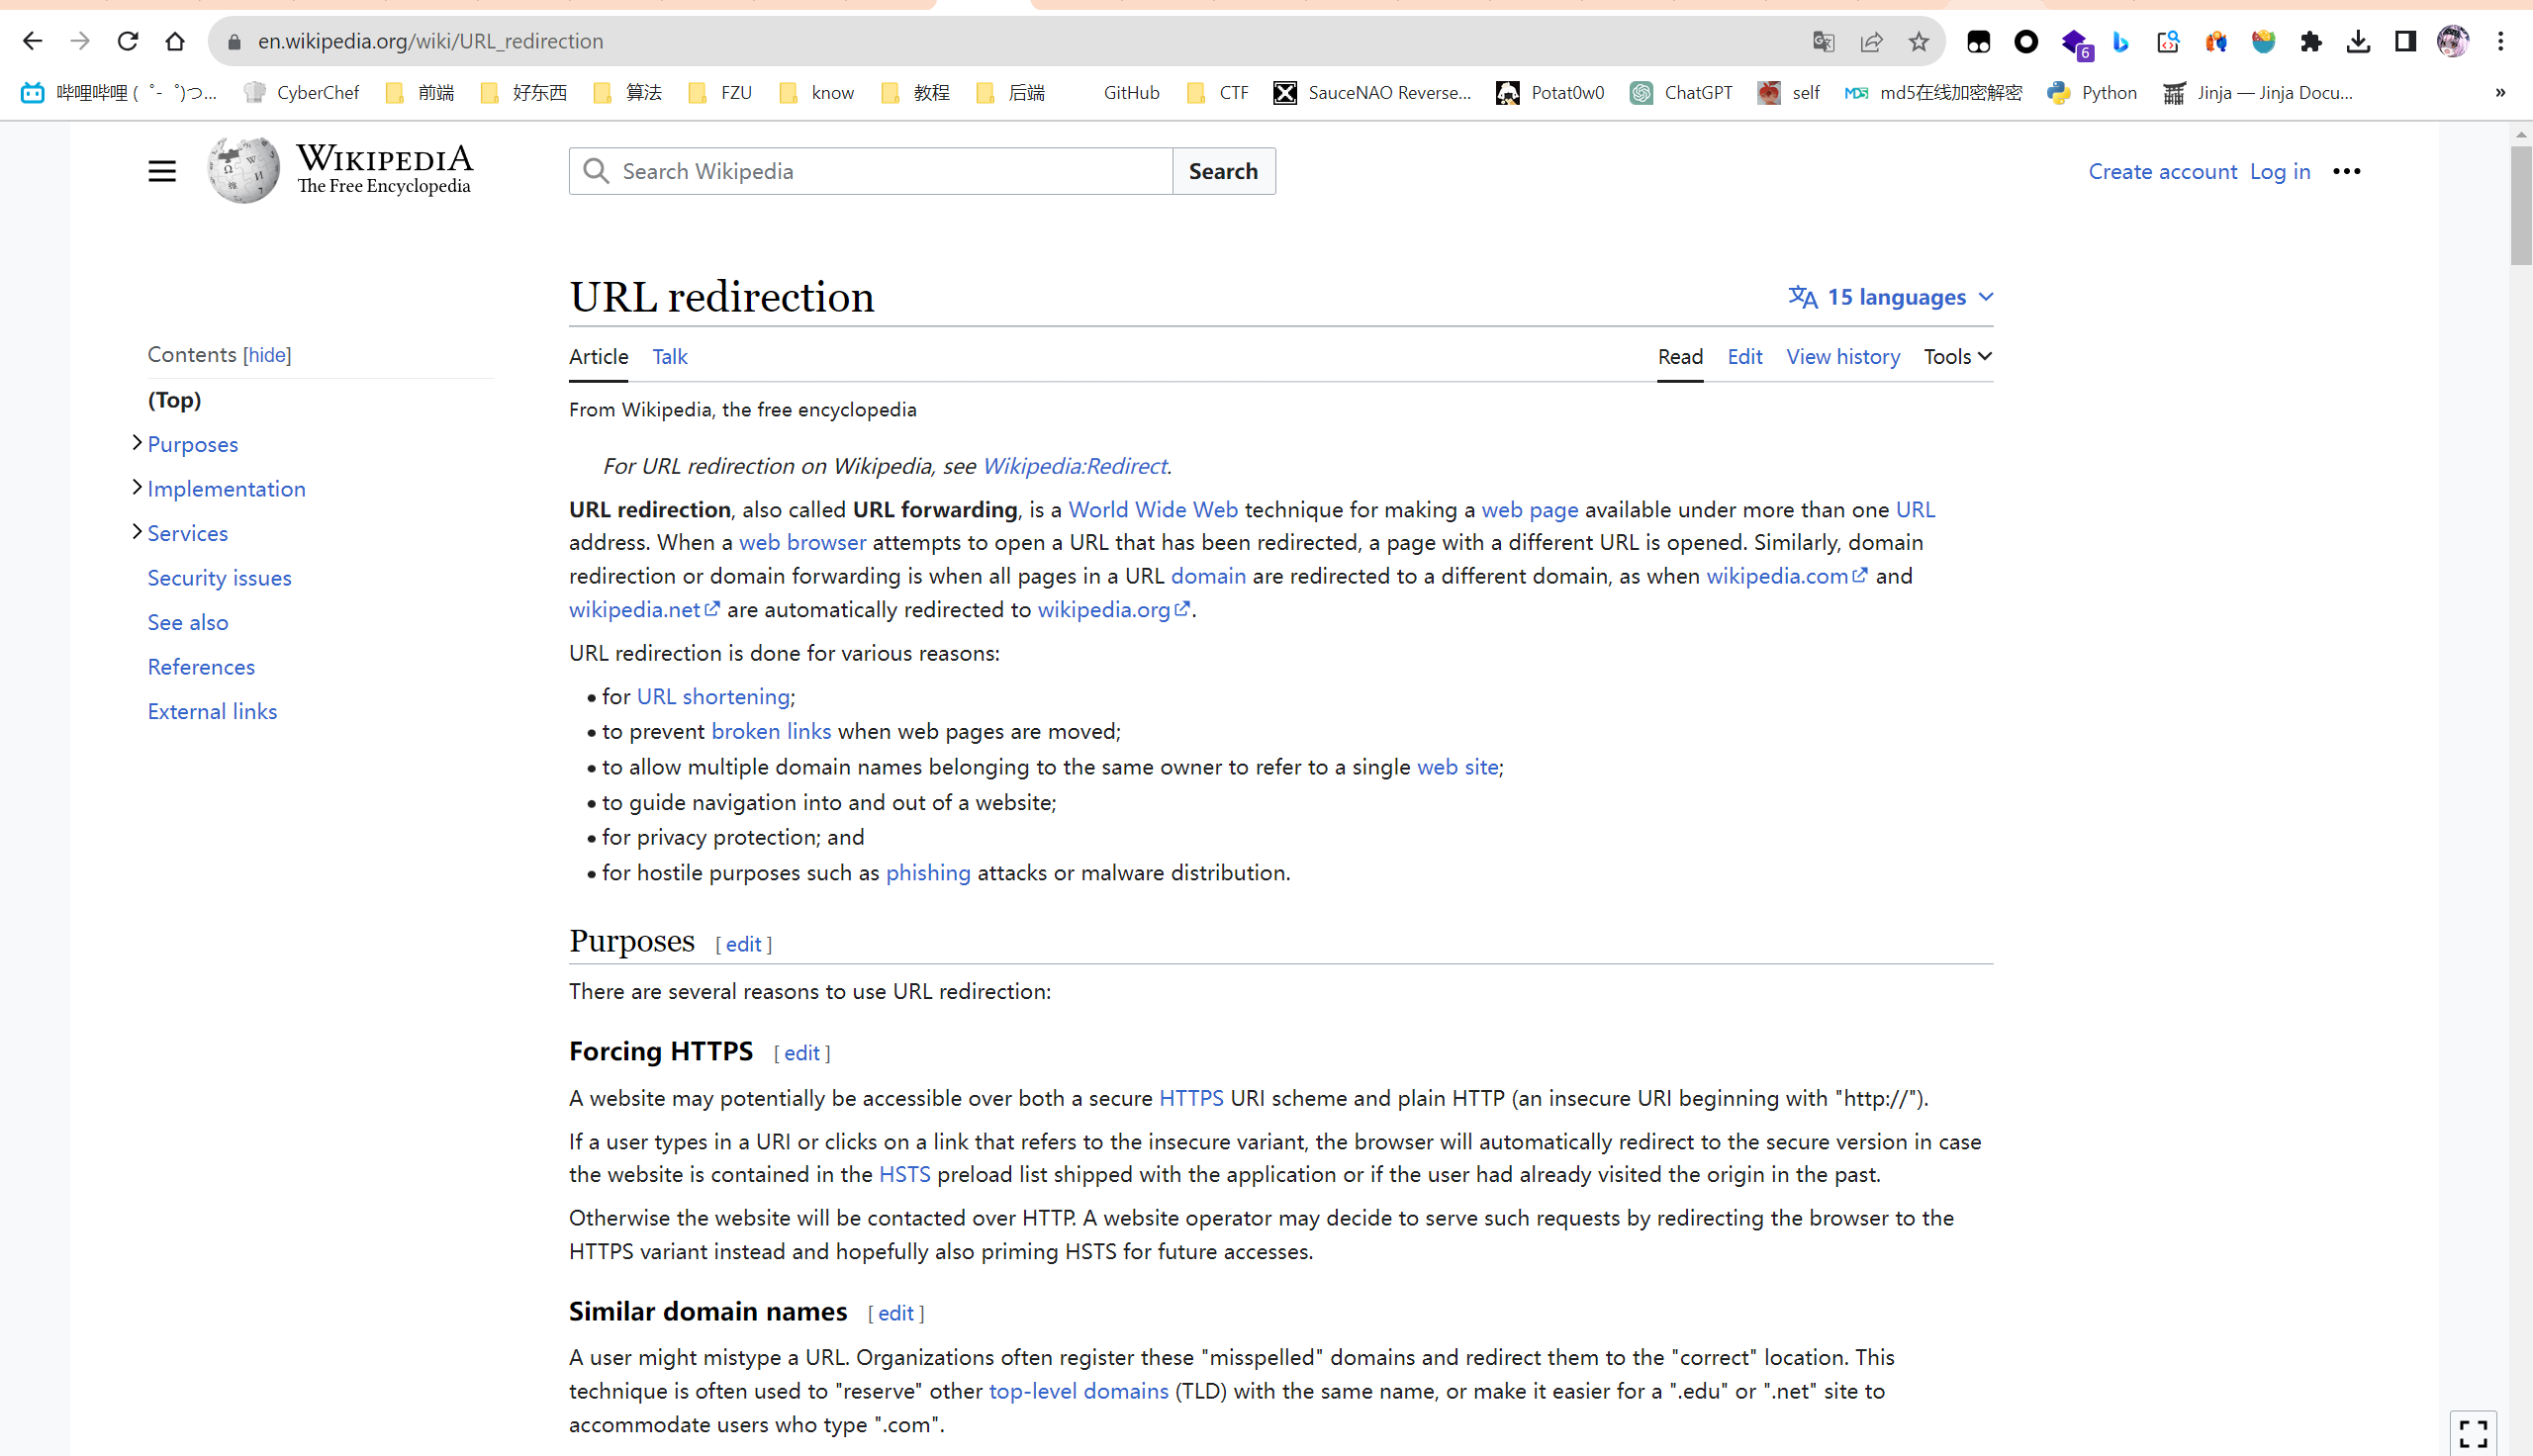 en.wikipedia.org/wiki/URL_redirection
6
哔哩哔哩 (゜-゜)つ... CyberChef 前端 好东西 算法 FZU know 教程 后端 GitHub CTF SauceNAO Reverse... Potat0w0 ChatGPT self MD5 md5在线加密解密 Python Jinja — Jinja Docu... »
WIKIPEDIA
The Free Encyclopedia
Search Wikipedia Search
Create account Log in
URL redirection
15 languages
Contents [hide]
(Top)
Purposes
Implementation
Services
Security issues
See also
References
External links
Article Talk Read Edit View history Tools
From Wikipedia, the free encyclopedia
For URL redirection on Wikipedia, see Wikipedia:Redirect.
URL redirection, also called URL forwarding, is a World Wide Web technique for making a web page available under more than one URL
address. When a web browser attempts to open a URL that has been redirected, a page with a different URL is opened. Similarly, domain
redirection or domain forwarding is when all pages in a URL domain are redirected to a different domain, as when wikipedia.com and
wikipedia.net are automatically redirected to wikipedia.org.
URL redirection is done for various reasons:
• for URL shortening;
• to prevent broken links when web pages are moved;
• to allow multiple domain names belonging to the same owner to refer to a single web site;
• to guide navigation into and out of a website;
• for privacy protection; and
• for hostile purposes such as phishing attacks or malware distribution.
Purposes [ edit ]
There are several reasons to use URL redirection:
Forcing HTTPS [ edit ]
A website may potentially be accessible over both a secure HTTPS URI scheme and plain HTTP (an insecure URI beginning with "http://").
If a user types in a URI or clicks on a link that refers to the insecure variant, the browser will automatically redirect to the secure version in case
the website is contained in the HSTS preload list shipped with the application or if the user had already visited the origin in the past.
Otherwise the website will be contacted over HTTP. A website operator may decide to serve such requests by redirecting the browser to the
HTTPS variant instead and hopefully also priming HSTS for future accesses.
Similar domain names [ edit ]
A user might mistype a URL. Organizations often register these "misspelled" domains and redirect them to the "correct" location. This
technique is often used to "reserve" other top-level domains (TLD) with the same name, or make it easier for a ".edu" or ".net" site to
accommodate users who type ".com".